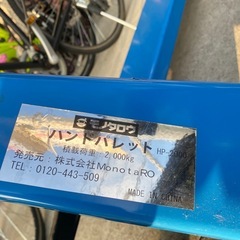 モノタロウ
ハンドパレット HP-2000
積載荷重 2,000kg
発売元：株式会社MonotaRO
TEL：0120-443-509
MADE IN CHINA